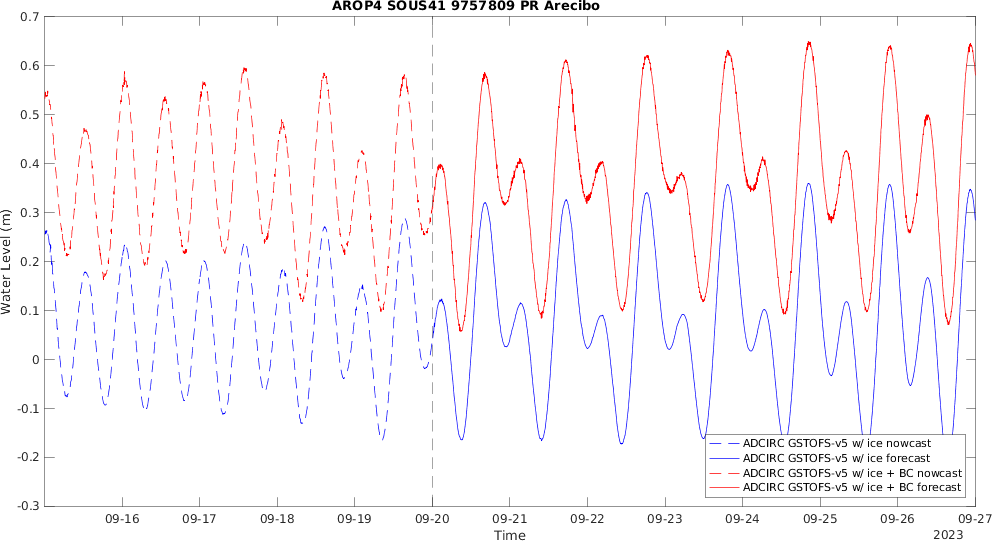 AROP4 SOUS41 9757809 PR Arecibo
0.7
0.6
0.5
0.4
0.3
0.2
0.1
0
-0.1
-0.2
-0.3
Water Level (m)
ADCIRC GSTOFS-v5 w/ ice nowcast
ADCIRC GSTOFS-v5 w/ ice forecast
ADCIRC GSTOFS-v5 w/ ice + BC nowcast
ADCIRC GSTOFS-v5 w/ ice + BC forecast
09-16 09-17 09-18 09-19 09-20 09-21 09-22 09-23 09-24 09-25 09-26 09-27
Time
2023